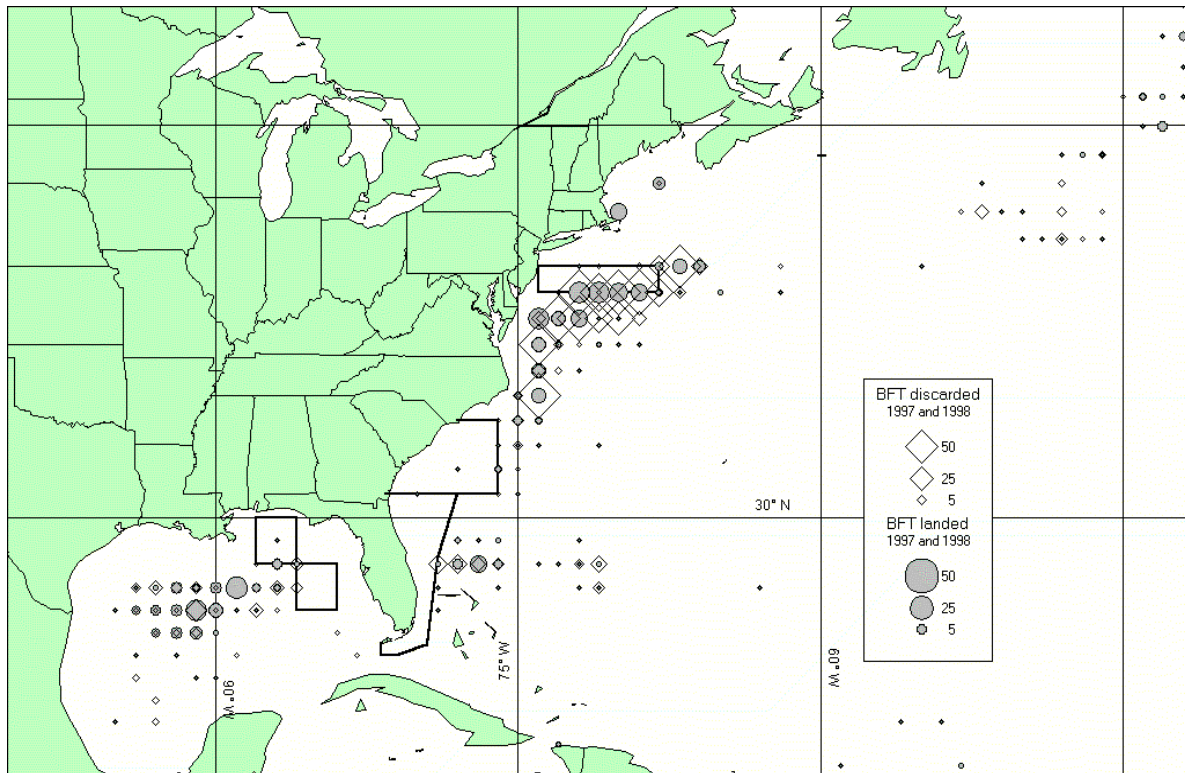 BFT discarded
1997 and 1998
50
25
5
BFT landed
1997 and 1998
50
25
5
30° N
90° W
75° W
60° W